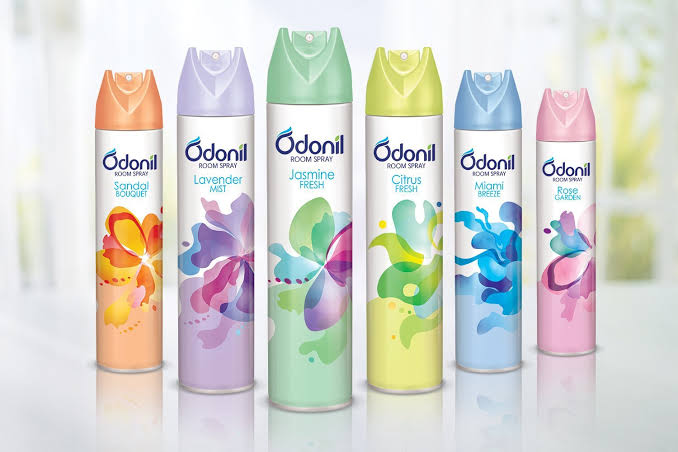 Odonil
ROOM SPRAY
Sandal
BOUQUET
Odonil
ROOM SPRAY
Lavender
MIST
Odonil
ROOM SPRAY
Jasmine
FRESH
Odonil
ROOM SPRAY
Citrus
FRESH
Odonil
ROOM SPRAY
Miami
BREEZE
Odonil
ROOM SPRAY
Rose
GARDEN